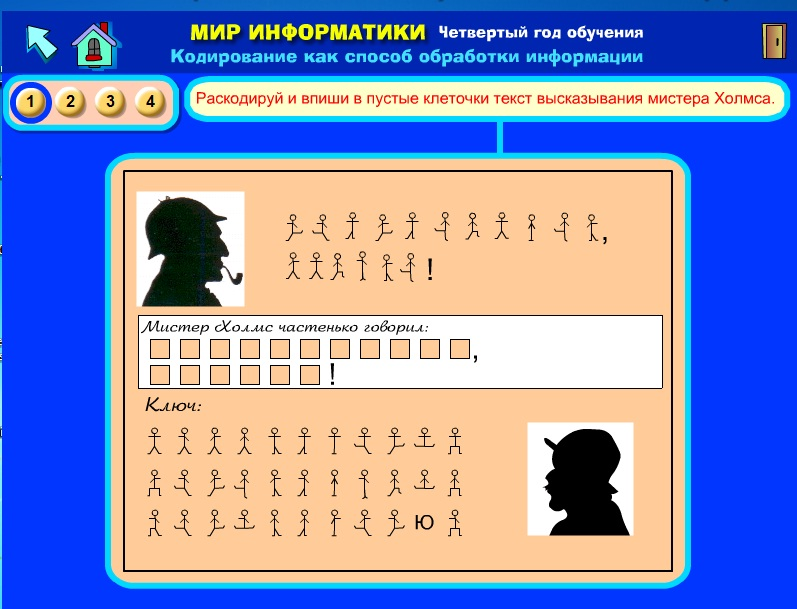 МИР ИНФОРМАТИКИ Четвертый год обучения
Кодирование как способ обработки информации
1 2 3 4
Раскодируй и впиши в пустые клеточки текст высказывания мистера Холмса.
,
!
Мистер Холмс частенько говорил:
,
!
Ключ:
Ю